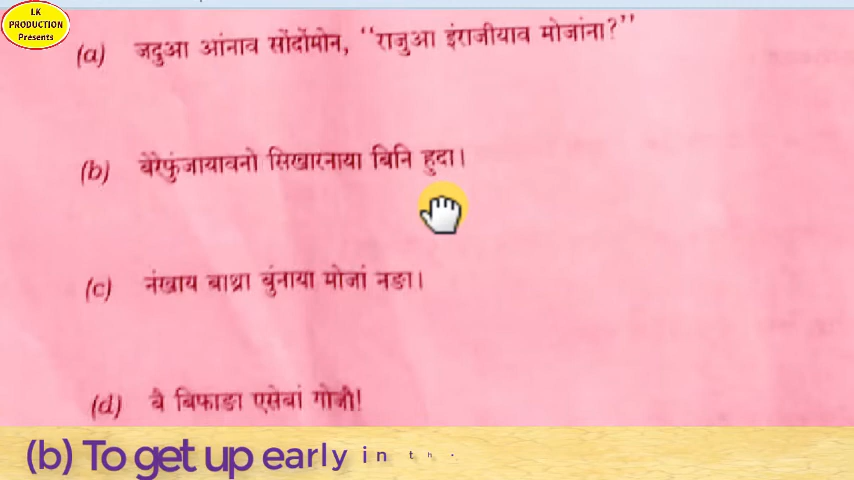 LK
PRODUCTION
Presents
(a) जदुआ आंनाव सोंदोंमोन, ‘‘राजुआ इंराजीयाव मोजांना?’’
(b) बेरेफुंजायावनो सिखारनाया बिनि हुदा।
(c) नंखाय बाथ्रा बुंनाया मोजां नङा।
(d) बै बिफाङा एसेबां गोजौ!
(b) To get up early in th